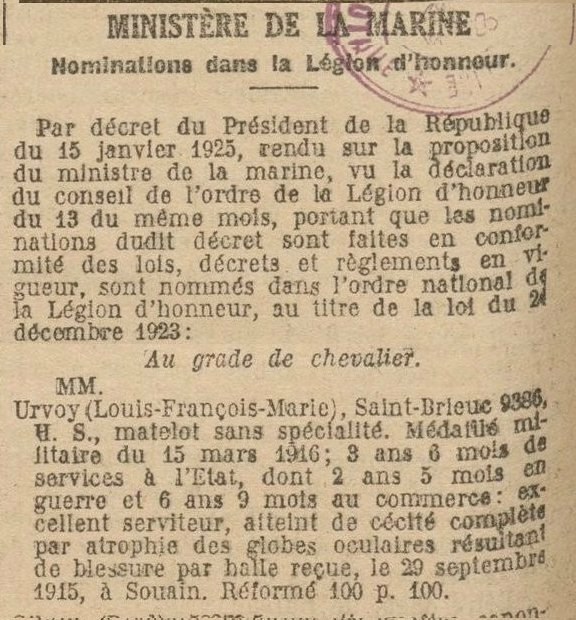 MINISTÈRE DE LA MARINE
Nominations dans la Légion d'honneur.
Par décret du Président de la République
du 15 janvier 1925, rendu sur la proposition
du ministre de la marine, vu la déclaration
du conseil de l'ordre de la Légion d'honneur
du 13 du même mois, portant que les nomi-
nations dudit décret sont faites en confor-
mité des lois, décrets et règlements en vi-
gueur, sont nommés dans l'ordre national de
la Légion d'honneur, au titre de la loi du
décembre 1923:
Au grade de chevalier.
MM.
Urvoy (Louis-François-Marie), Saint-Brieuc 9386,
H. S., matelot sans spécialité. Médaille mi-
litaire du 15 mars 1916; 3 ans 6 mois de
services à l'Etat, dont 2 ans 5 mois en
guerre et 6 ans 9 mois au commerce: ex-
cellent serviteur, atteint de cécité complète
par atrophie des globes oculaires résultant
de blessure par balle reçue, le 29 septembre
1915, à Souain. Réformé 100 p. 100.